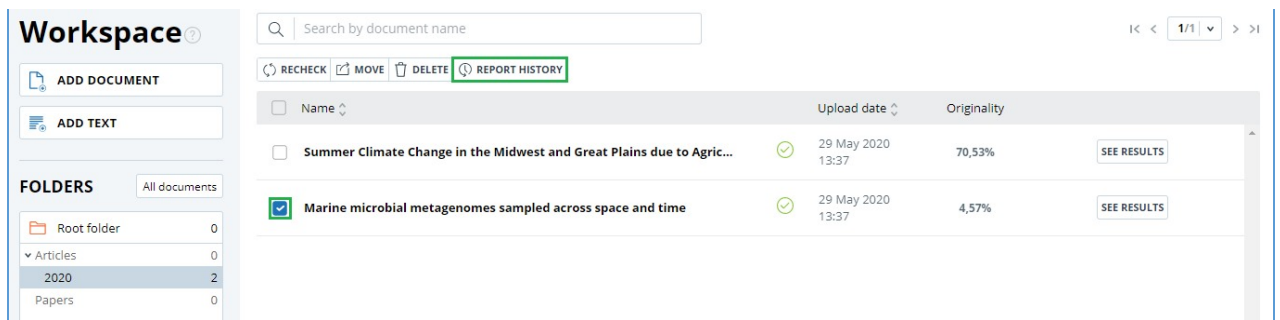 Workspace
ADD DOCUMENT
ADD TEXT
FOLDERS All documents
Root folder 0
Articles 0
2020 2
Papers 0
Search by document name
1/1
RECHECK MOVE DELETE REPORT HISTORY
Name Upload date Originality
Summer Climate Change in the Midwest and Great Plains due to Agric... 29 May 2020 13:37 70,53% SEE RESULTS
Marine microbial metagenomes sampled across space and time 29 May 2020 13:37 4,57% SEE RESULTS